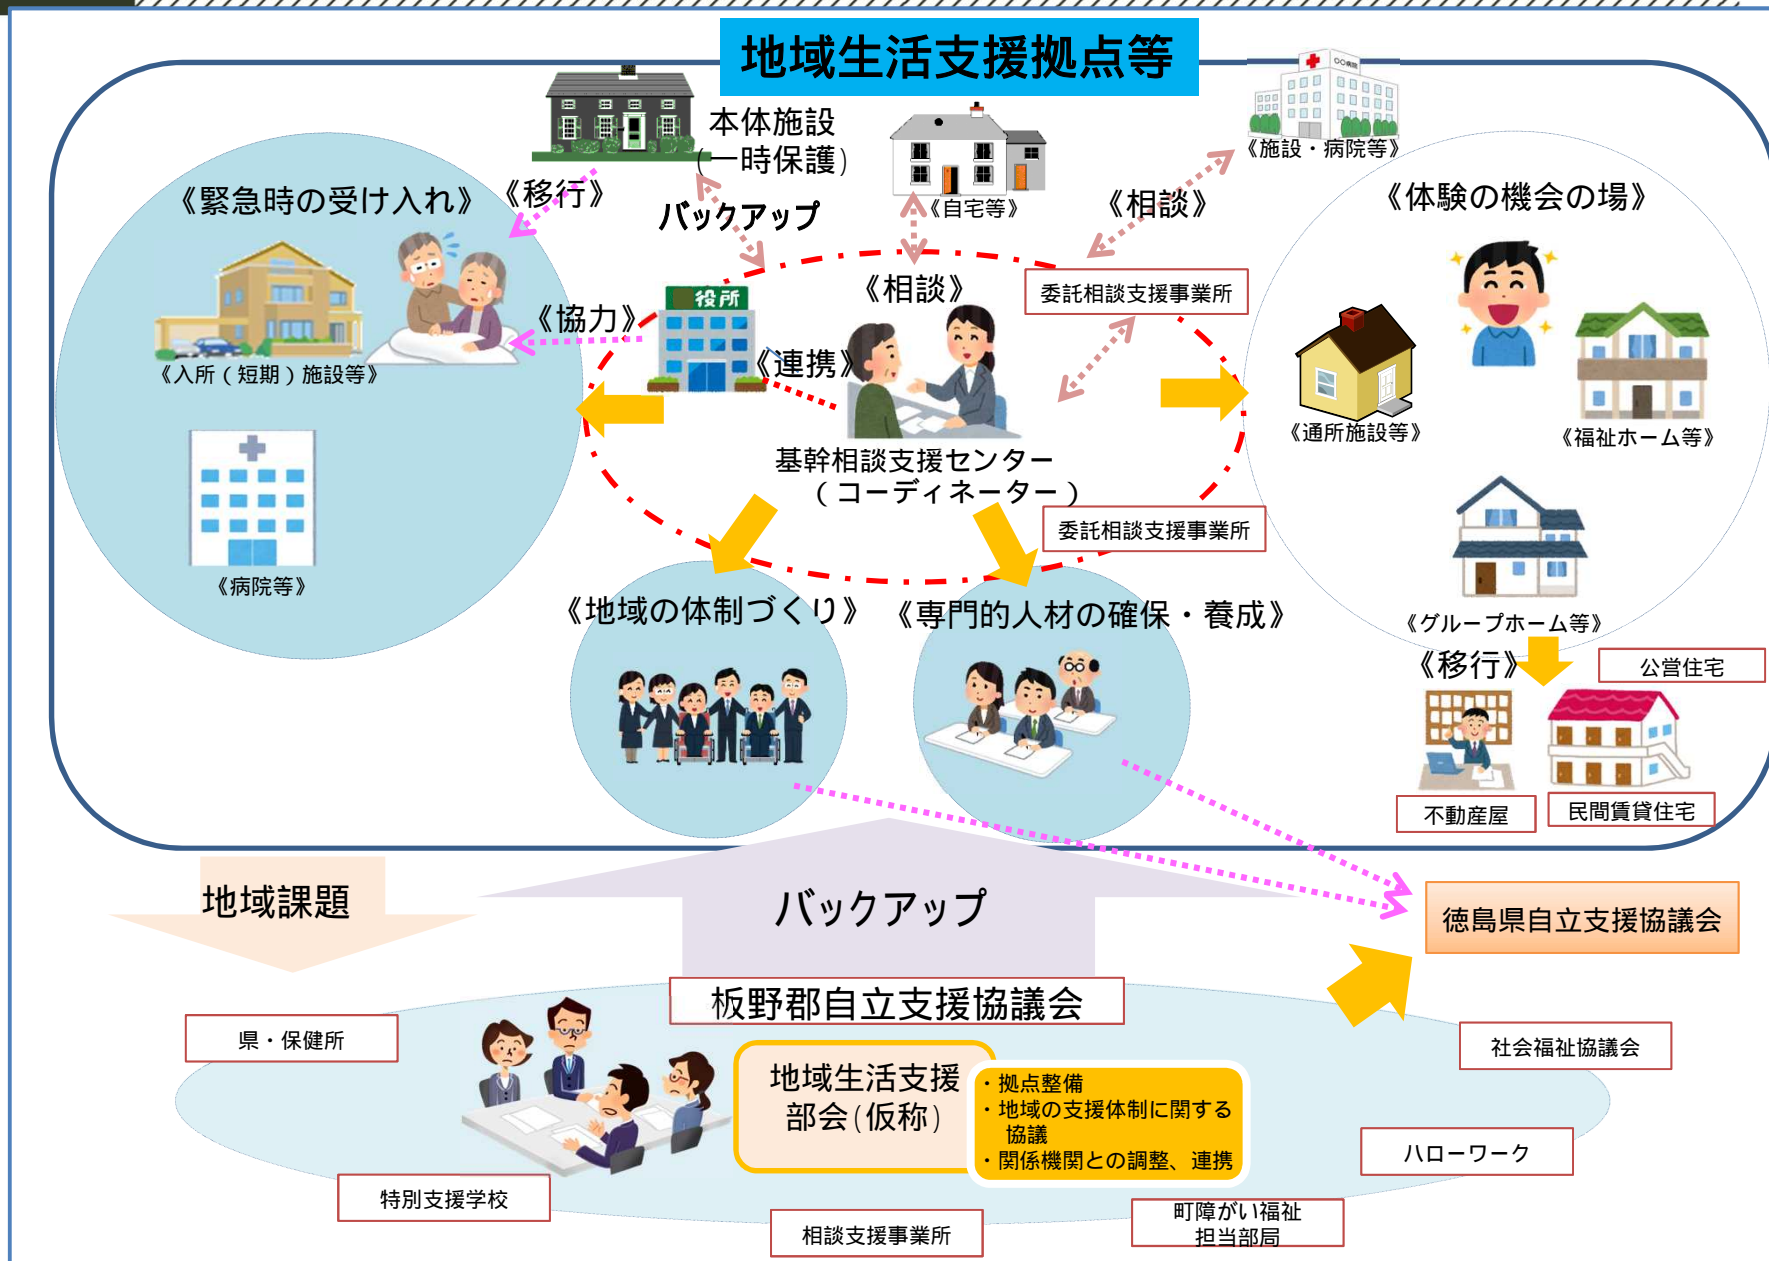 地域生活支援拠点等
〇〇病院
本体施設
(一時保護)
《施設・病院等》
《緊急時の受け入れ》
《移行》
バックアップ
《自宅等》
《相談》
《体験の機会の場》
役所
《相談》
委託相談支援事業所
《協力》
《連携》
《入所(短期)施設等》
《通所施設等》
《福祉ホーム等》
基幹相談支援センター
(コーディネーター)
委託相談支援事業所
《病院等》
《地域の体制づくり》
《専門的人材の確保・養成》
《グループホーム等》
《移行》
公営住宅
不動産屋
民間賃貸住宅
地域課題
バックアップ
徳島県自立支援協議会
板野郡自立支援協議会
県・保健所
社会福祉協議会
地域生活支援
部会(仮称)
・拠点整備
・地域の支援体制に関する
協議
・関係機関との調整、連携
ハローワーク
特別支援学校
相談支援事業所
町障がい福祉
担当部局